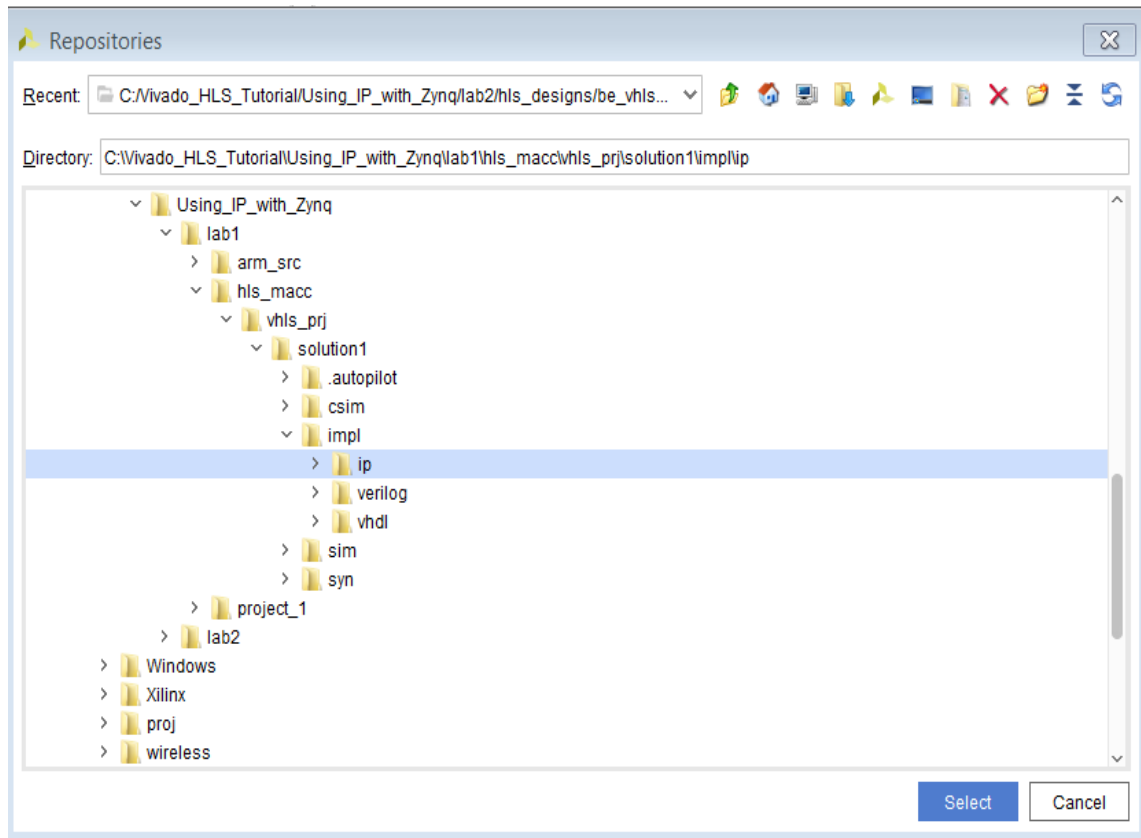 Repositories
Recent: C:/Vivado_HLS_Tutorial/Using_IP_with_Zynq/lab2/hls_designs/be_vhls...
Directory: C:\Vivado_HLS_Tutorial\Using_IP_with_Zynq\lab1\hls_macc\vhls_prj\solution1\impl\ip
Using_IP_with_Zynq
lab1
arm_src
hls_macc
vhls_prj
solution1
.autopilot
csim
impl
ip
verilog
vhdl
sim
syn
project_1
lab2
Windows
Xilinx
proj
wireless
Select Cancel